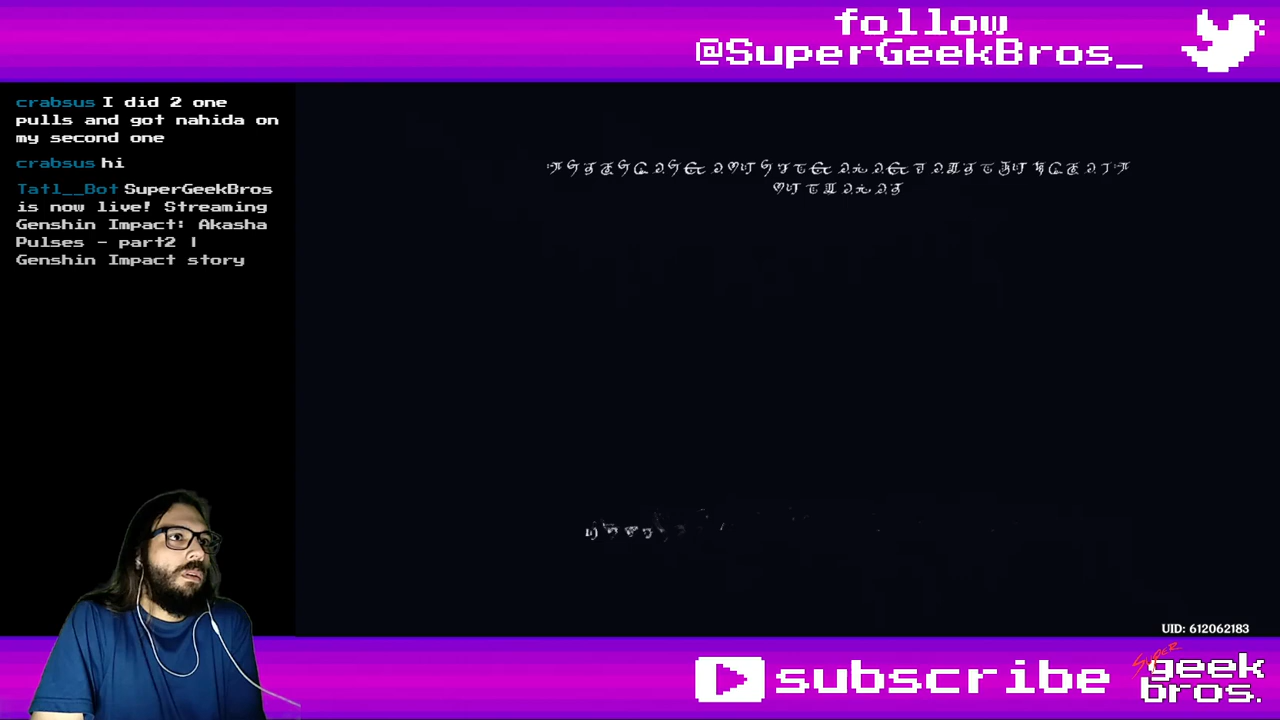 follow
@SuperGeekBros_
crabsus I did 2 one
pulls and got nahida on
my second one
crabsus hi
Tatl__Bot SuperGeekBros
is now live! Streaming
Genshin Impact: Akasha
Pulses - part2 |
Genshin Impact story
UID: 612062183
subscribe
SUPER
geek
bros.